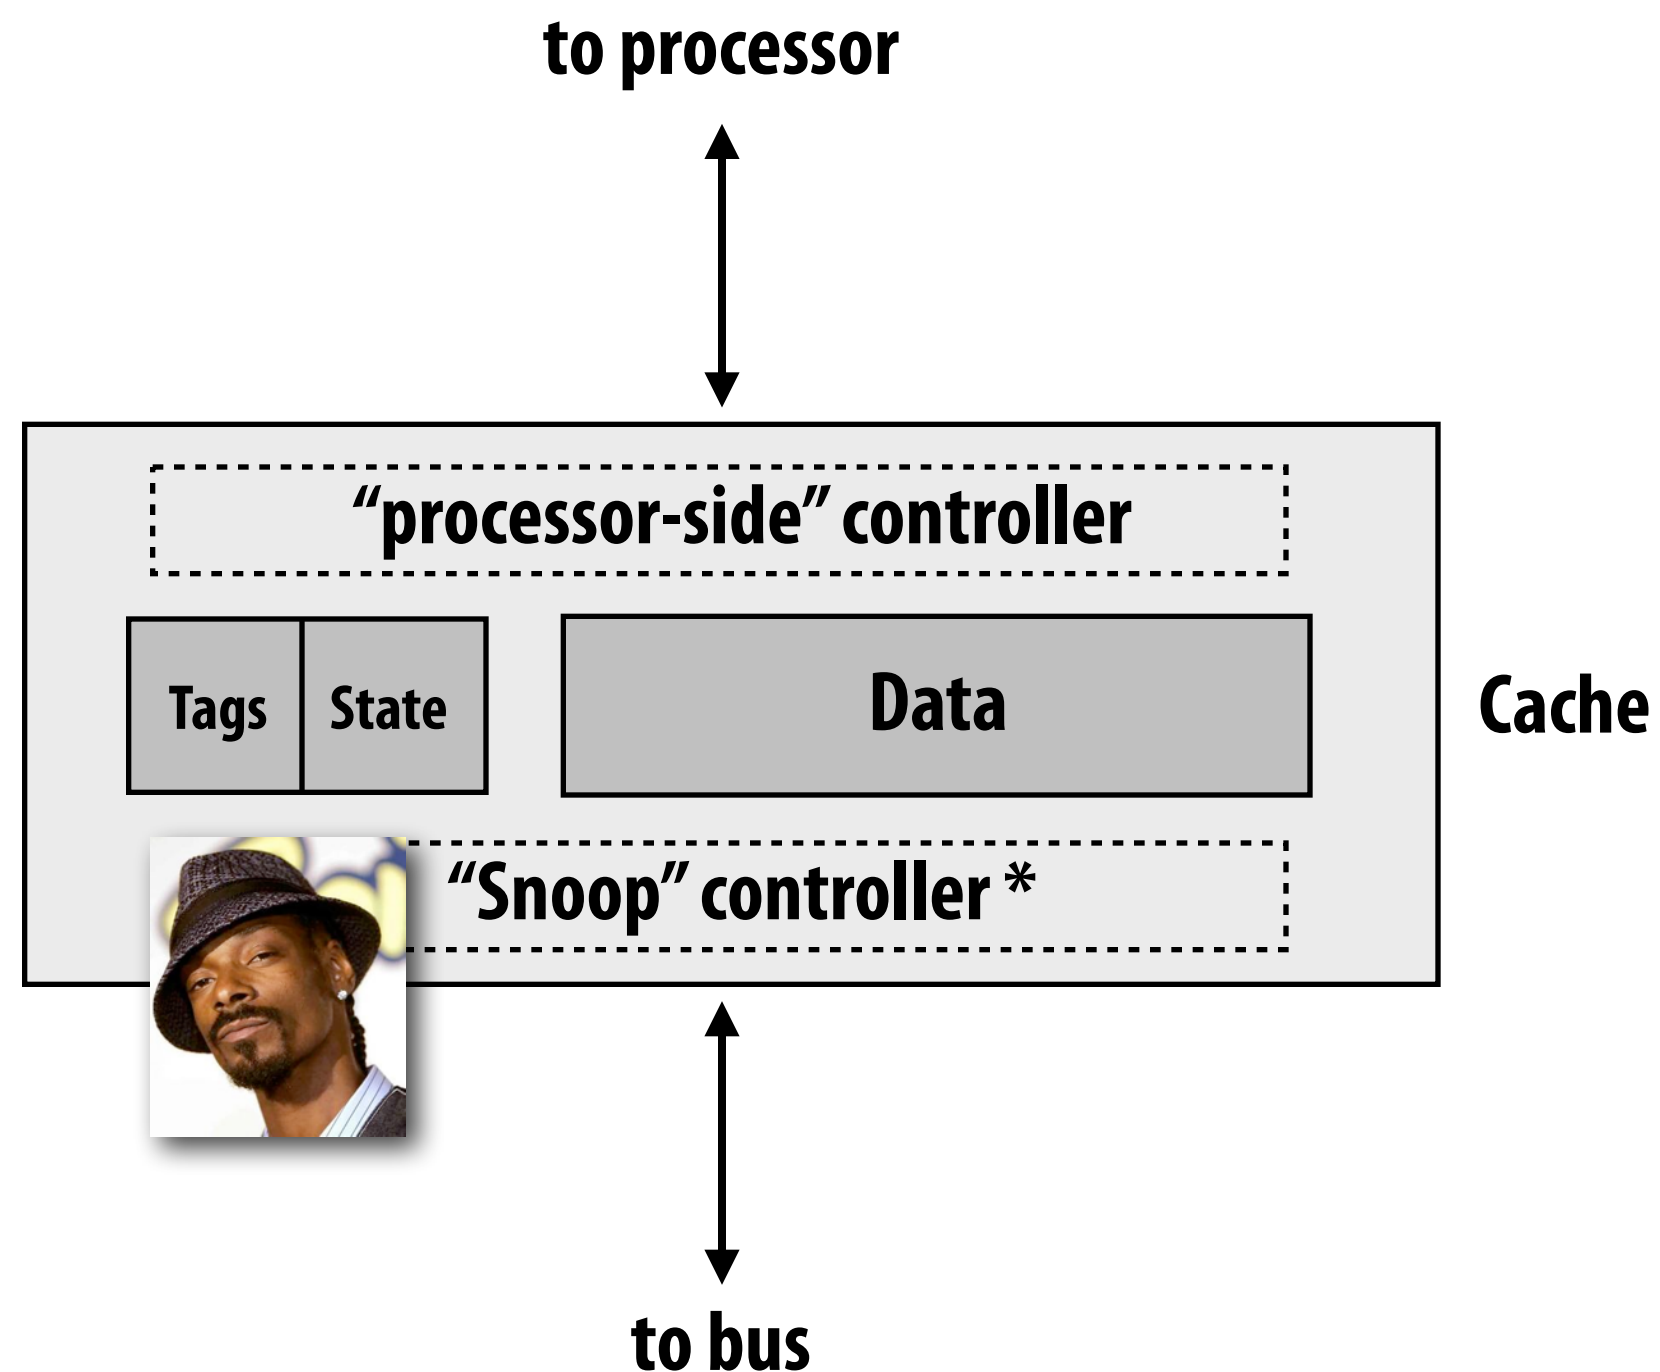 to processor
“processor-side” controller
Tags State Data
Cache
“Snoop” controller *
to bus